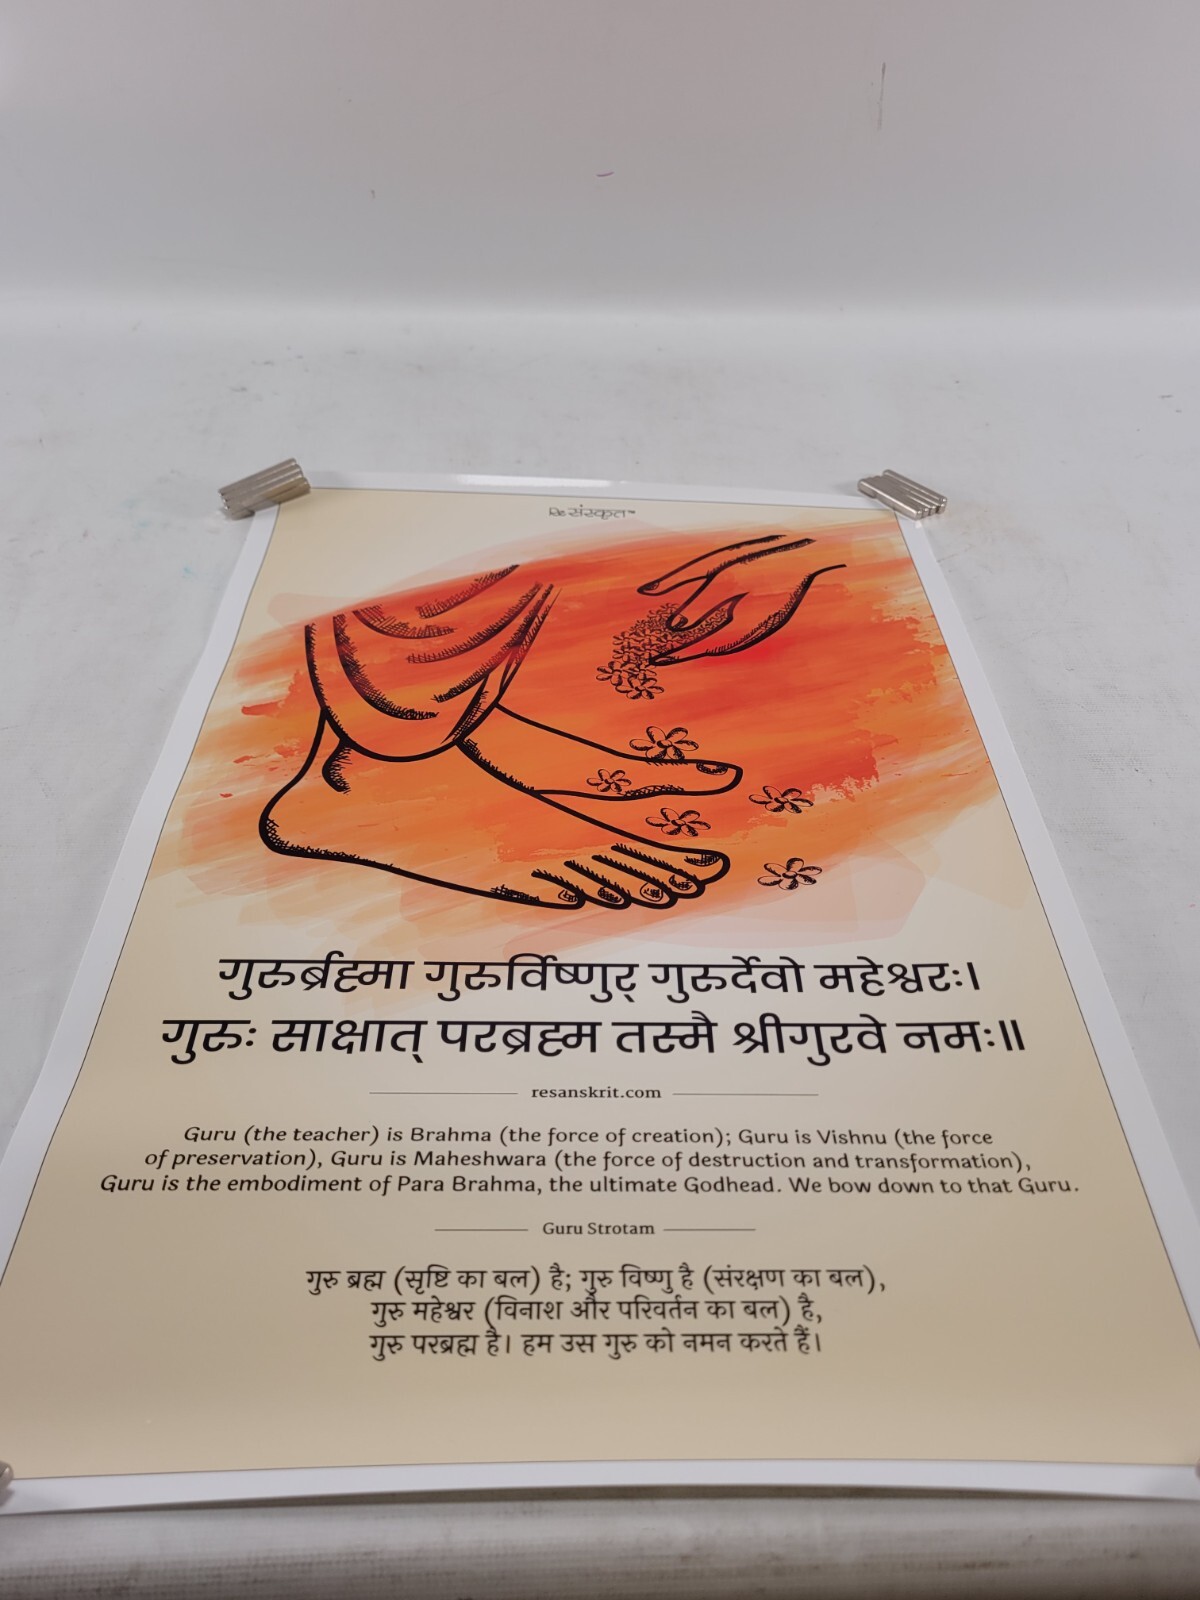 Reसंस्कृत™
गुरुर्ब्रह्मा गुरुर्विष्णुर् गुरुर्देवो महेश्वरः।
गुरुः साक्षात् परब्रह्म तस्मै श्रीगुरवे नमः॥
resanskrit.com
Guru (the teacher) is Brahma (the force of creation); Guru is Vishnu (the force
of preservation), Guru is Maheshwara (the force of destruction and transformation),
Guru is the embodiment of Para Brahma, the ultimate Godhead. We bow down to that Guru.
Guru Strotam
गुरु ब्रह्म (सृष्टि का बल) है; गुरु विष्णु है (संरक्षण का बल),
गुरु महेश्वर (विनाश और परिवर्तन का बल) है,
गुरु परब्रह्म है। हम उस गुरु को नमन करते हैं।